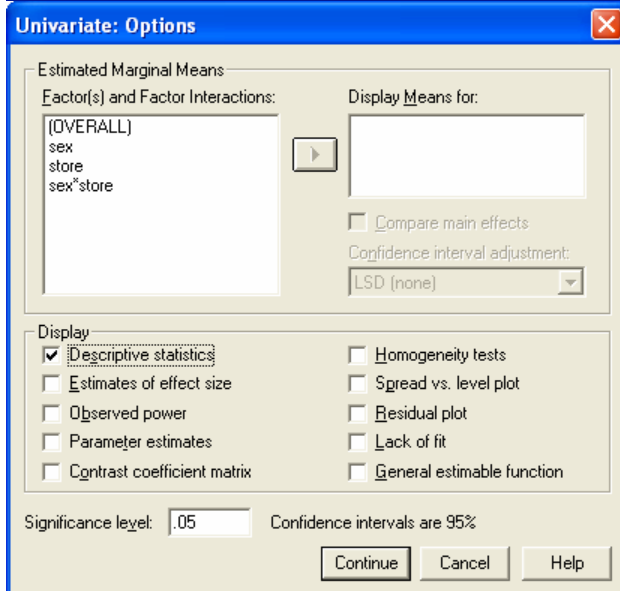 Univariate: Options
Estimated Marginal Means
Factor(s) and Factor Interactions:
(OVERALL)
sex
store
sex*store
Display Means for:
Compare main effects
Confidence interval adjustment:
LSD (none)
Display
Descriptive statistics
Estimates of effect size
Observed power
Parameter estimates
Contrast coefficient matrix
Homogeneity tests
Spread vs. level plot
Residual plot
Lack of fit
General estimable function
Significance level: .05 Confidence intervals are 95%
Continue Cancel Help